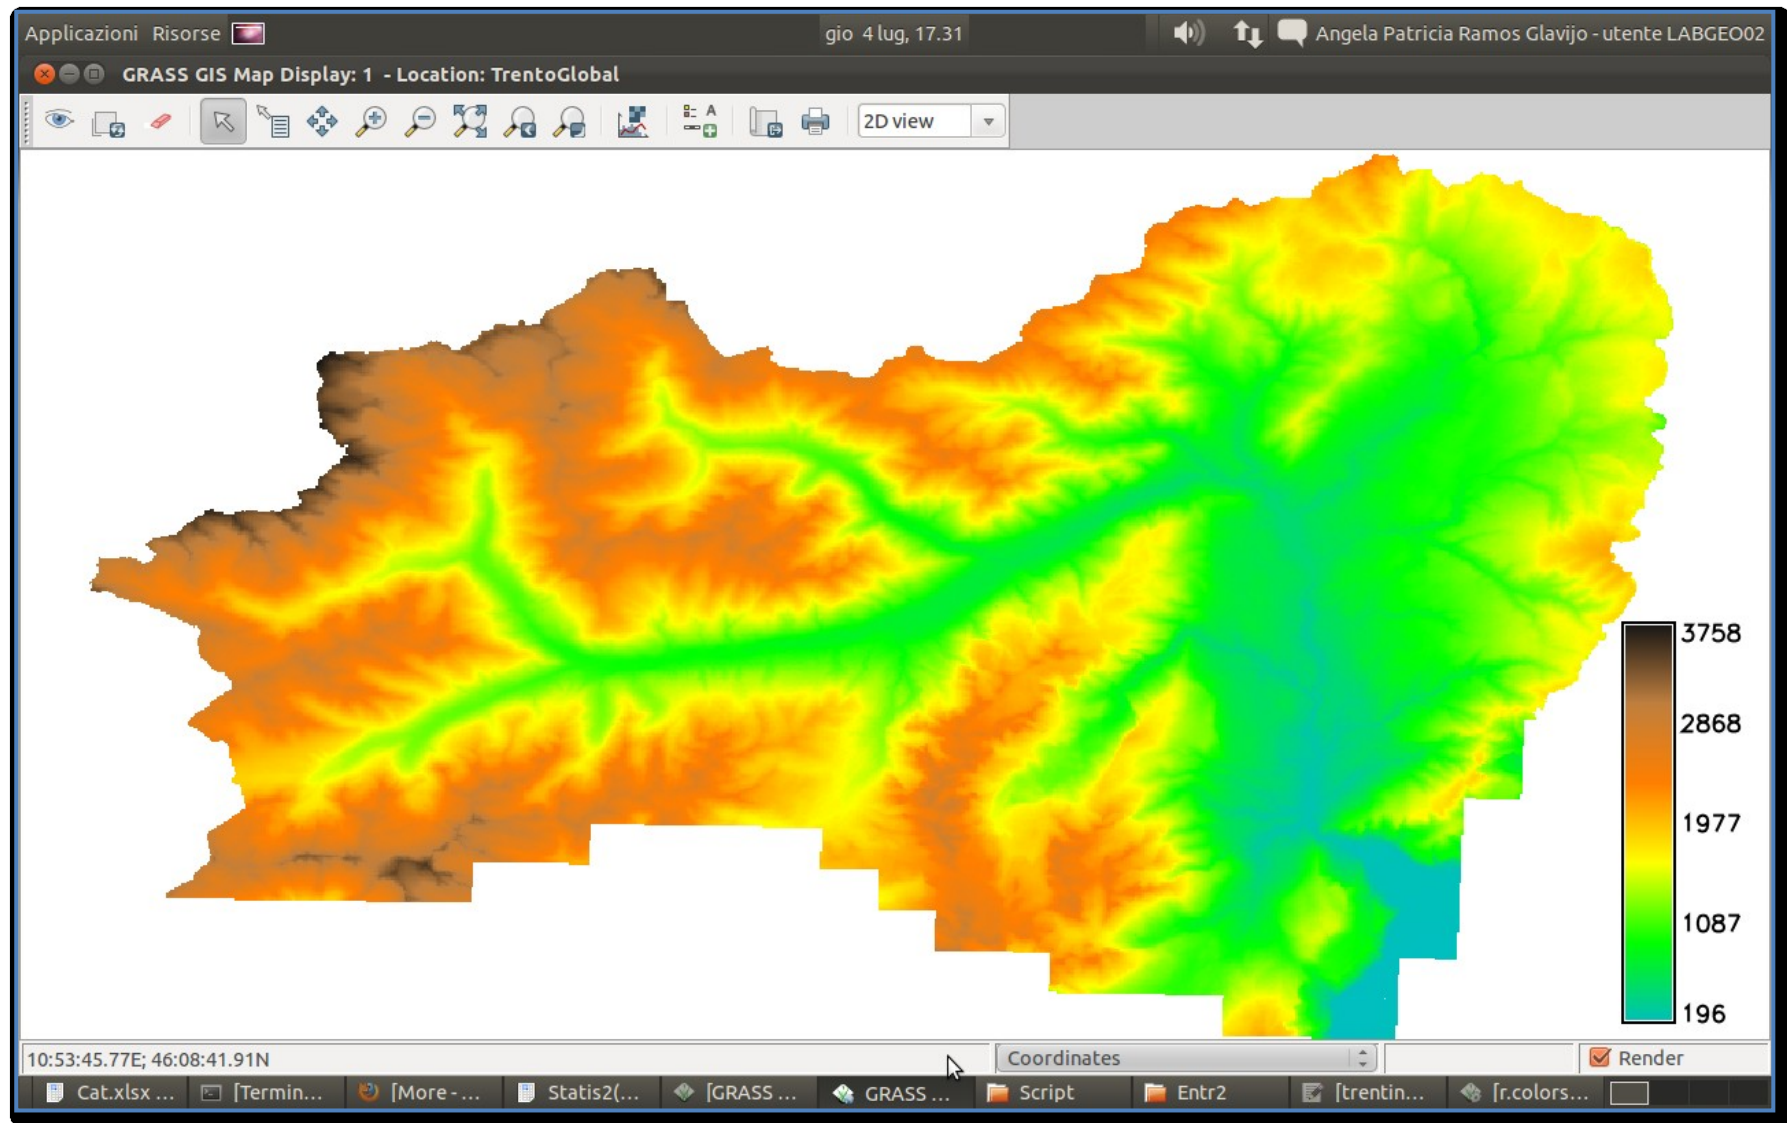 Applicazioni Risorse gio 4 lug, 17.31 Angela Patricia Ramos Glavijo - utente LABGEO02
GRASS GIS Map Display: 1 - Location: TrentoGlobal
A
2D view
3758
2868
1977
1087
196
10:53:45.77E; 46:08:41.91N Coordinates Render
Cat.xlsx ... [Termin... [More - ... Statis2(... [GRASS ... GRASS ... Script Entr2 [trentin... [r.colors...